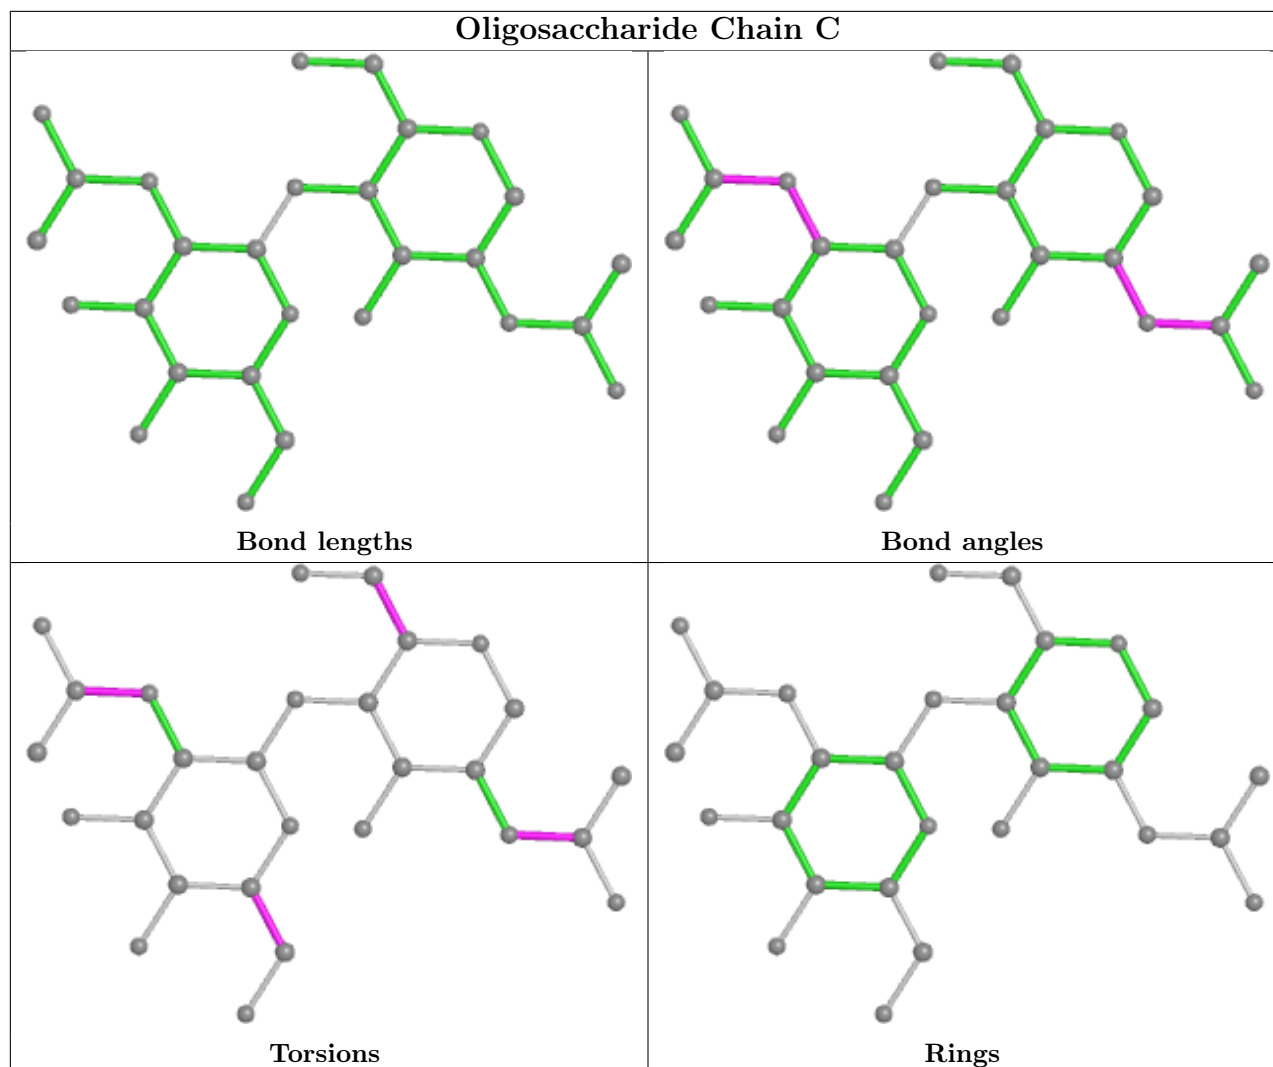 Oligosaccharide Chain C
Bond lengths
Bond angles
Torsions
Rings